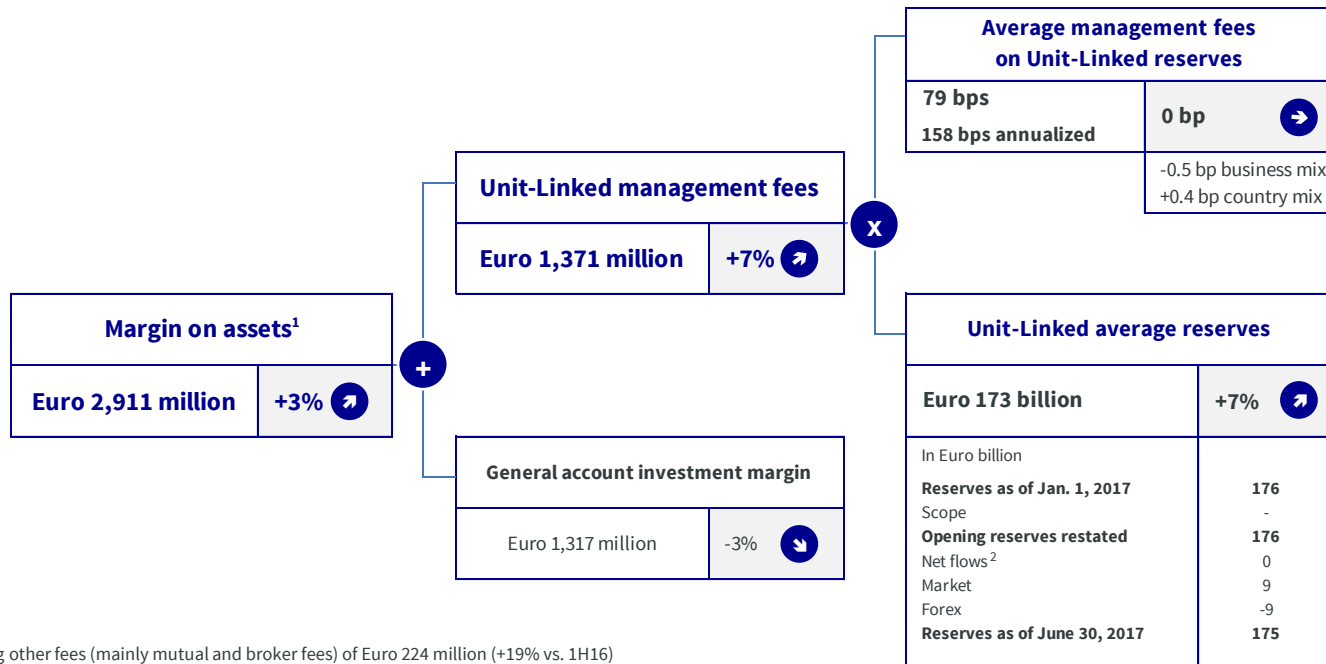 Average management fees
on Unit-Linked reserves
79 bps
158 bps annualized
0 bp
-0.5 bp business mix
+0.4 bp country mix
Unit-Linked management fees
Euro 1,371 million
+7%
x
Margin on assets¹
Euro 2,911 million
+3%
+
General account investment margin
Euro 1,317 million
-3%
Unit-Linked average reserves
Euro 173 billion
+7%
In Euro billion
Reserves as of Jan. 1, 2017 176
Scope -
Opening reserves restated 176
Net flows ² 0
Market 9
Forex -9
Reserves as of June 30, 2017 175
g other fees (mainly mutual and broker fees) of Euro 224 million (+19% vs. 1H16)